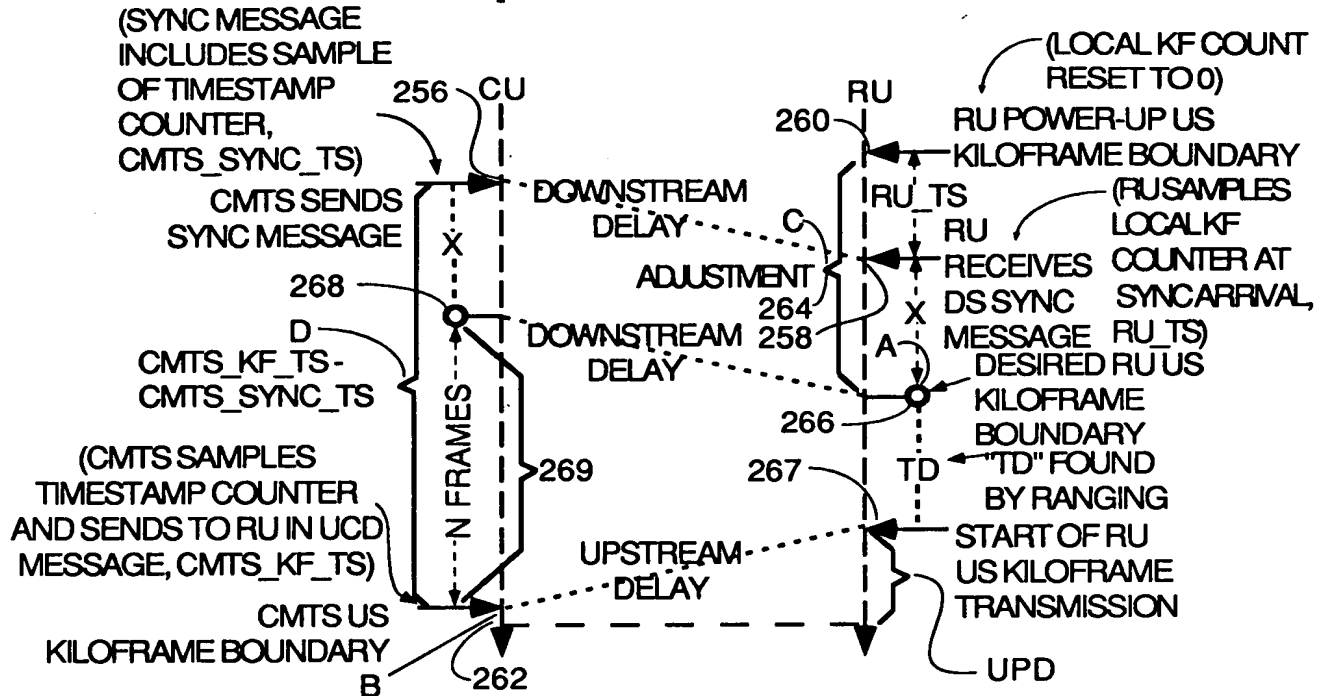 (SYNC MESSAGE
INCLUDES SAMPLE
OF TIMESTAMP
COUNTER,
CMTS_SYNC_TS)
256
CU
CMTS SENDS
SYNC MESSAGE
X
268
D
CMTS_KF_TS -
CMTS_SYNC_TS
N FRAMES
269
(CMTS SAMPLES
TIMESTAMP COUNTER
AND SENDS TO RU IN UCD
MESSAGE, CMTS_KF_TS)
CMTS US
KILOFRAME BOUNDARY
B
262
DOWNSTREAM
DELAY
C
ADJUSTMENT
264
258
DOWNSTREAM
DELAY
UPSTREAM
DELAY
RU
260
(LOCAL KF COUNT
RESET TO 0)
RU POWER-UP US
KILOFRAME BOUNDARY
RU_TS
(RU SAMPLES
LOCAL KF
COUNTER AT
SYNC ARRIVAL,
RU_TS)
RU
RECEIVES
DS SYNC
MESSAGE
X
A
266
DESIRED RU US
KILOFRAME
BOUNDARY
267
TD
"TD" FOUND
BY RANGING
START OF RU
US KILOFRAME
TRANSMISSION
UPD